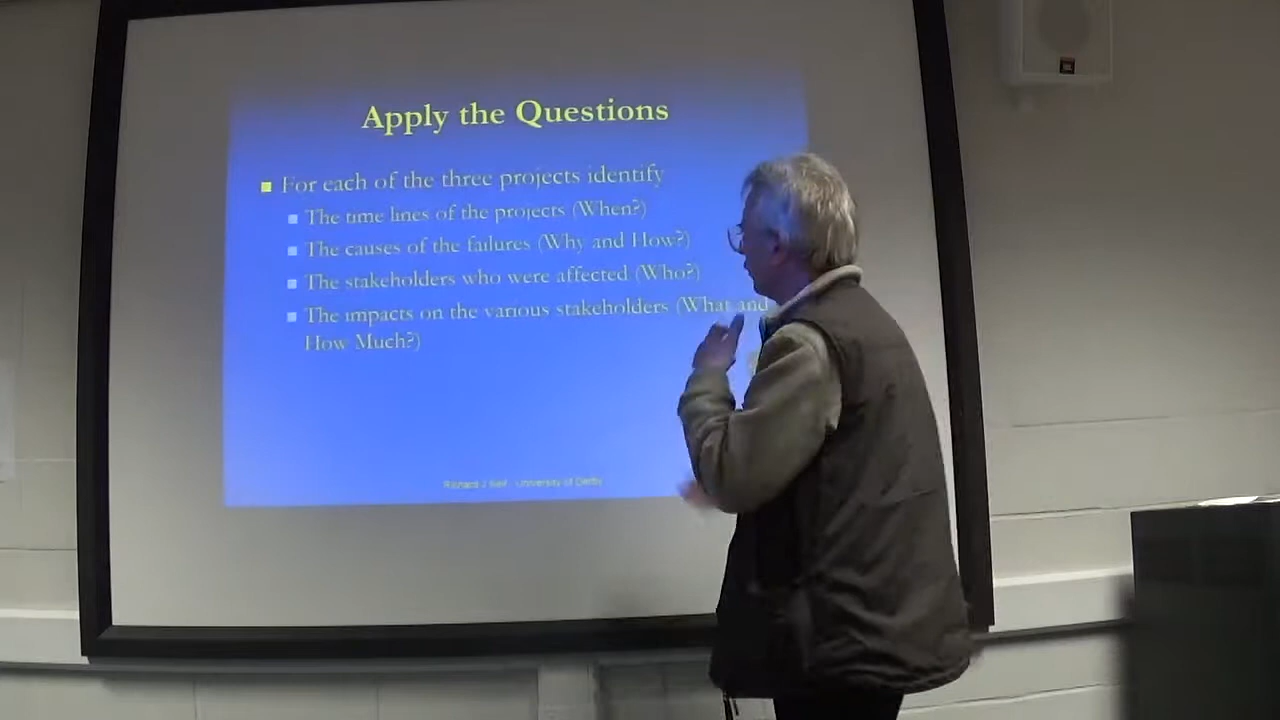 Apply the Questions
For each of the three projects identify
The time lines of the projects (When?)
The causes of the failures (Why and How?)
The stakeholders who were affected (Who?)
The impacts on the various stakeholders (What and
How Much?)
Richard J Self - University of Derby